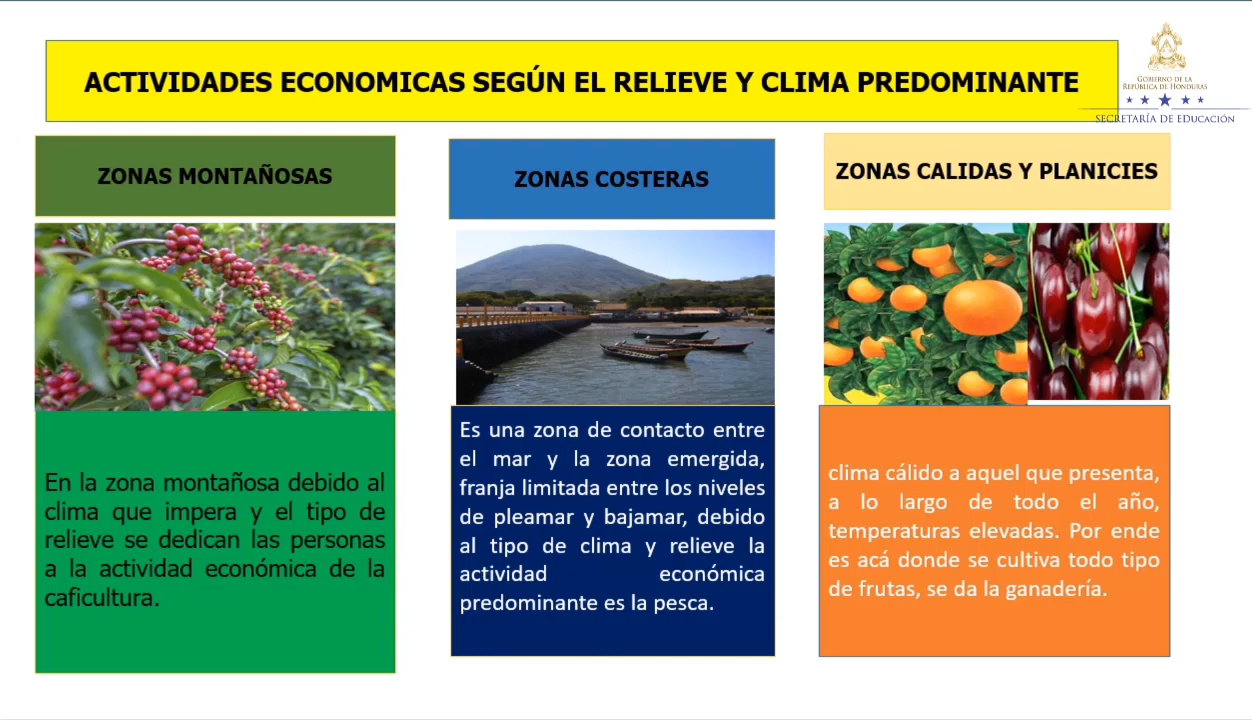 ACTIVIDADES ECONOMICAS SEGÚN EL RELIEVE Y CLIMA PREDOMINANTE
GOBIERNO DE LA
REPÚBLICA DE HONDURAS
SECRETARÍA DE EDUCACIÓN
ZONAS MONTAÑOSAS
En la zona montañosa debido al
clima que impera y el tipo de
relieve se dedican las personas
a la actividad económica de la
caficultura.
ZONAS COSTERAS
Es una zona de contacto entre
el mar y la zona emergida,
franja limitada entre los niveles
de pleamar y bajamar, debido
al tipo de clima y relieve la
actividad económica
predominante es la pesca.
ZONAS CALIDAS Y PLANICIES
clima cálido a aquel que presenta,
a lo largo de todo el año,
temperaturas elevadas. Por ende
es acá donde se cultiva todo tipo
de frutas, se da la ganadería.